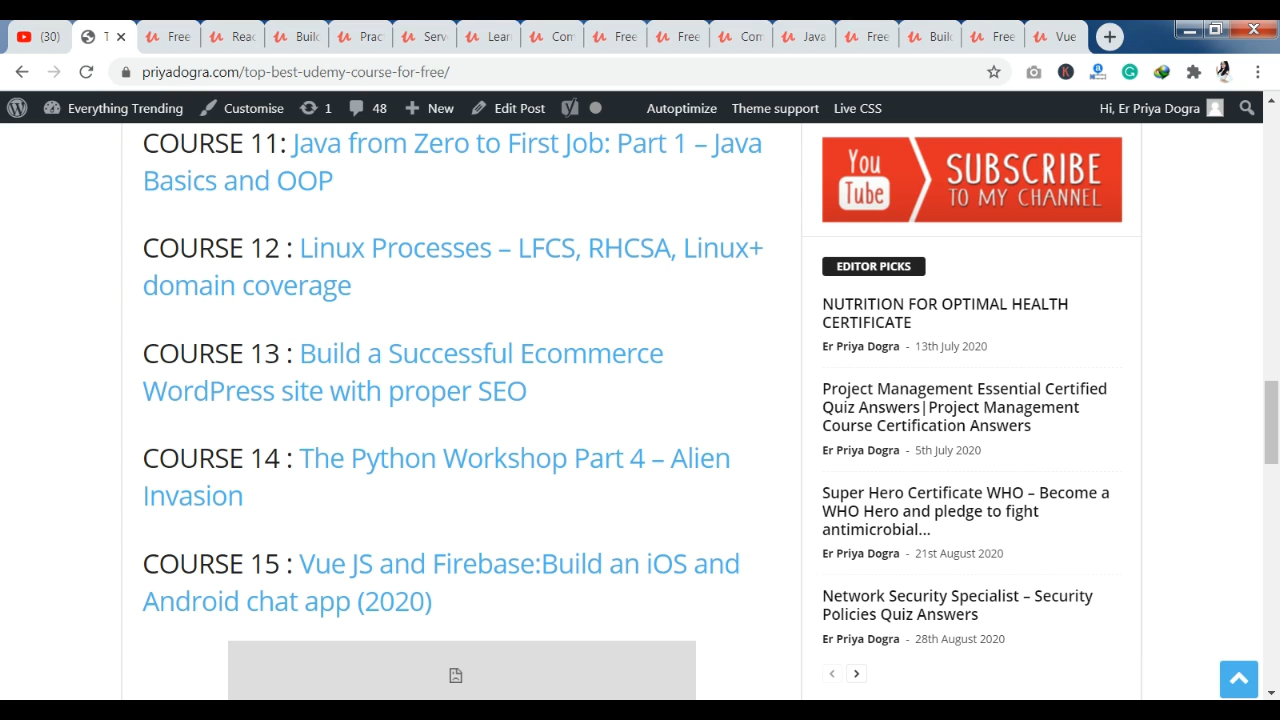 (30)
T
Free
Reac
Build
Prac
Serv
Lear
Com
Free
Free
Com
Java
Free
Buil
Free
Vue
priyadogra.com/top-best-udemy-course-for-free/
Everything Trending
Customise
1
48
New
Edit Post
Autoptimize
Theme support
Live CSS
Hi, Er Priya Dogra
COURSE 11: Java from Zero to First Job: Part 1 – Java
Basics and OOP
COURSE 12 : Linux Processes – LFCS, RHCSA, Linux+
domain coverage
COURSE 13 : Build a Successful Ecommerce
WordPress site with proper SEO
COURSE 14 : The Python Workshop Part 4 – Alien
Invasion
COURSE 15 : Vue JS and Firebase:Build an iOS and
Android chat app (2020)
You
Tube
SUBSCRIBE
TO MY CHANNEL
EDITOR PICKS
NUTRITION FOR OPTIMAL HEALTH
CERTIFICATE
Er Priya Dogra - 13th July 2020
Project Management Essential Certified
Quiz Answers|Project Management
Course Certification Answers
Er Priya Dogra - 5th July 2020
Super Hero Certificate WHO – Become a
WHO Hero and pledge to fight
antimicrobial...
Er Priya Dogra - 21st August 2020
Network Security Specialist – Security
Policies Quiz Answers
Er Priya Dogra - 28th August 2020